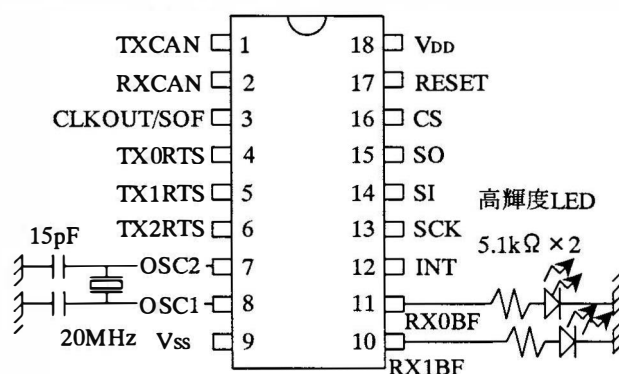 TXCAN 1 18 VDD
RXCAN 2 17 RESET
CLKOUT/SOF 3 16 CS
TX0RTS 4 15 SO
TX1RTS 5 14 SI
TX2RTS 6 13 SCK
高輝度LED
5.1kΩ×2
15pF
OSC2 7 12 INT
OSC1 8 11 RX0BF
20MHz
Vss 9 10 RX1BF